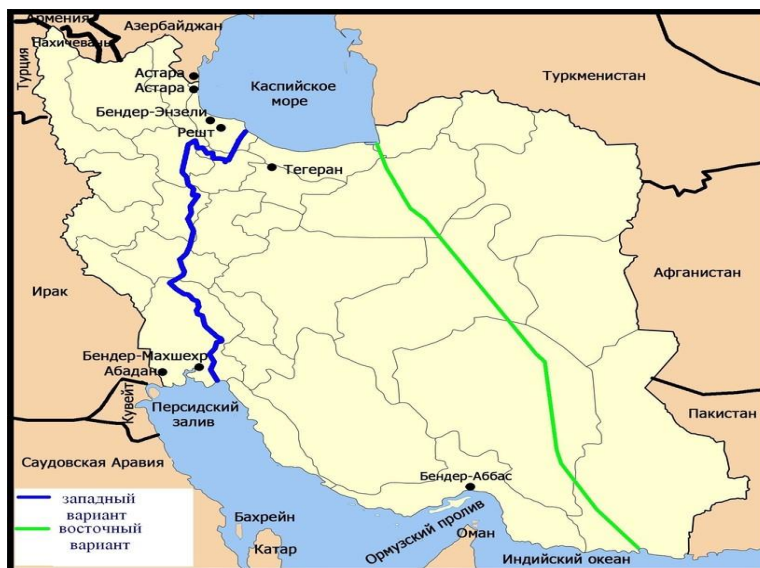 Армения
Азербайджан
Нахичевань
Турция
Астара
Астара
Каспийское
море
Туркменистан
Бендер-Энзели
Решт
Тегеран
Ирак
Афганистан
Бендер-Махшехр
Абадан
Кувейт
Персидский
залив
Пакистан
Саудовская Аравия
Бендер-Аббас
западный
вариант
восточный
вариант
Бахрейн
Катар
Ормузский пролив
Оман
Индийский океан